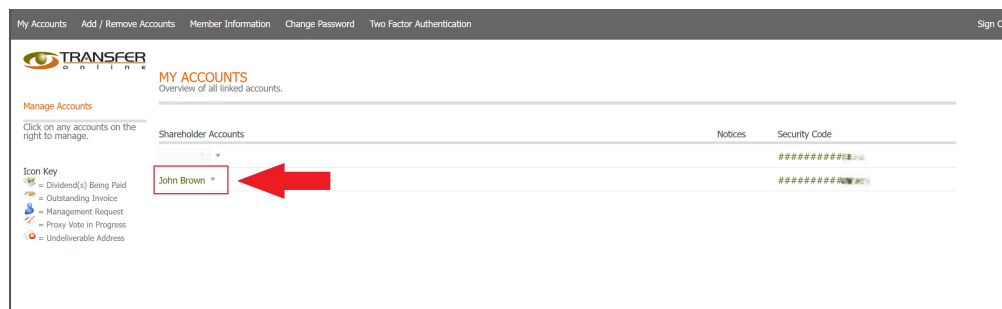 My Accounts Add / Remove Accounts Member Information Change Password Two Factor Authentication Sign
TRANSFER
online
MY ACCOUNTS
Overview of all linked accounts.
Manage Accounts
Click on any accounts on the
right to manage.
Shareholder Accounts Notices Security Code
##########
John Brown ##########
Icon Key
= Dividend(s) Being Paid
= Outstanding Invoice
= Management Request
= Proxy Vote in Progress
= Undeliverable Address